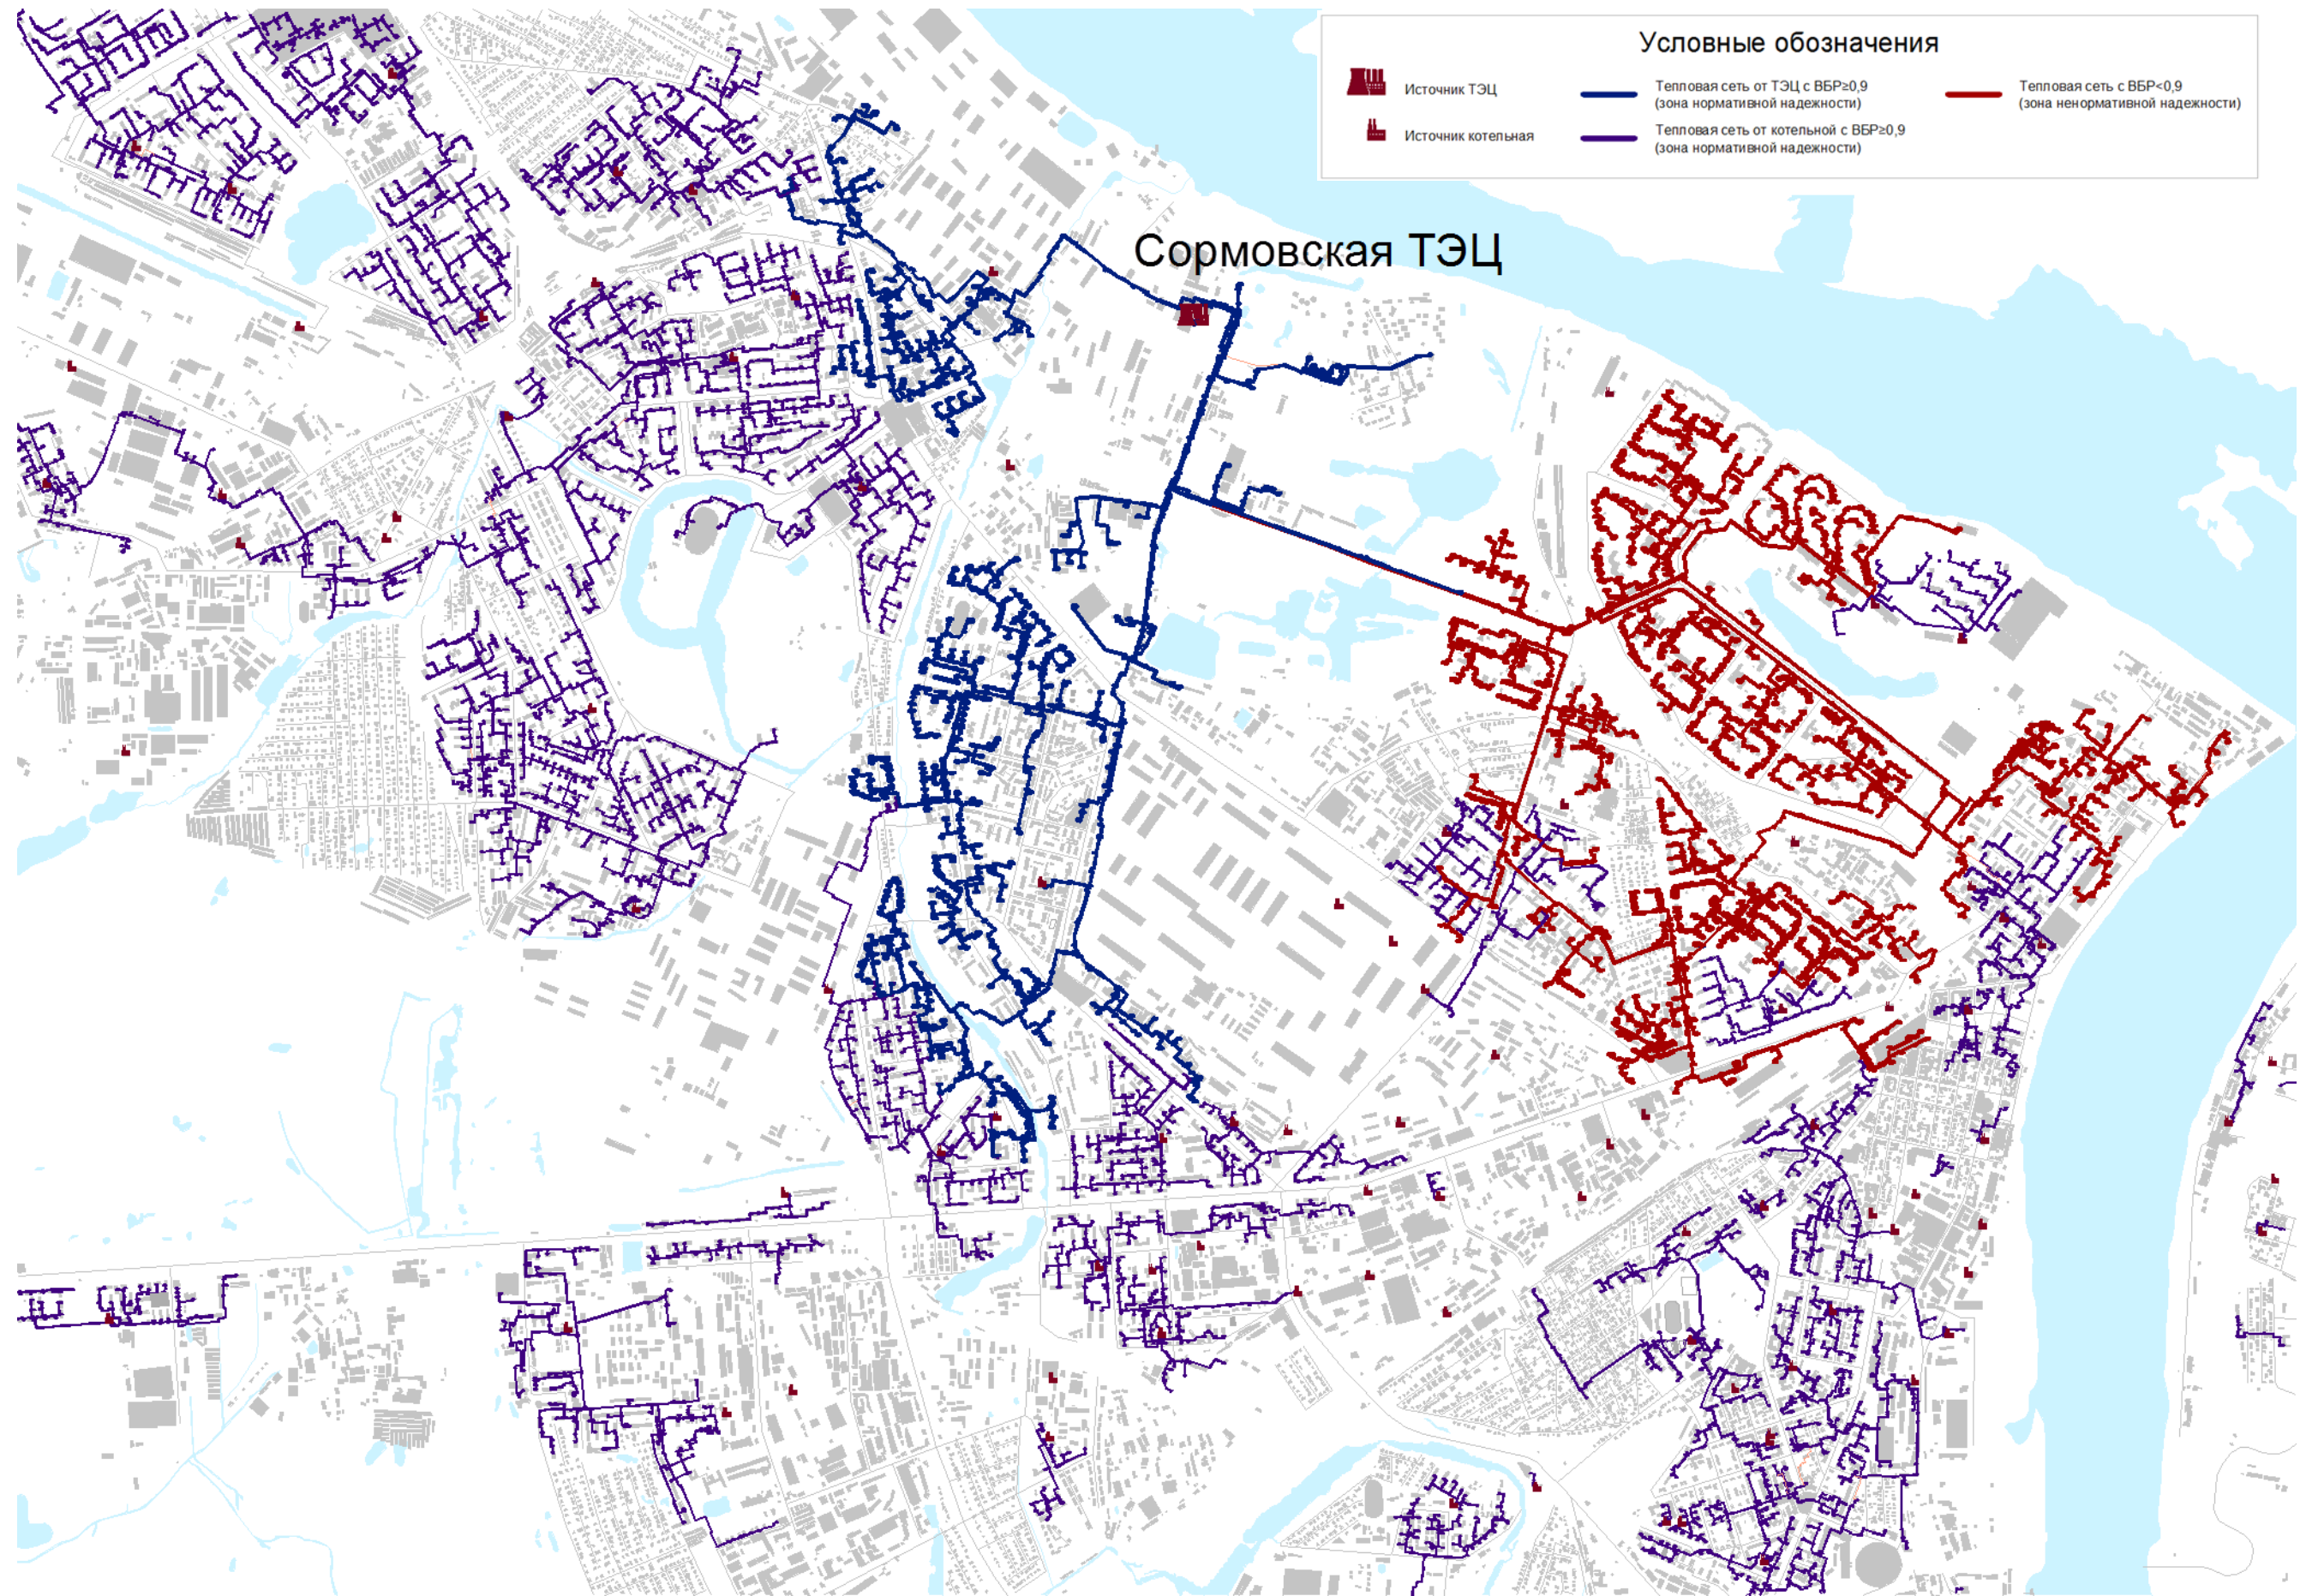 Условные обозначения
Источник ТЭЦ
Источник котельная
Тепловая сеть от ТЭЦ с ВБР≥0,9
(зона нормативной надежности)
Тепловая сеть от котельной с ВБР≥0,9
(зона нормативной надежности)
Тепловая сеть с ВБР<0,9
(зона ненормативной надежности)
Сормовская ТЭЦ